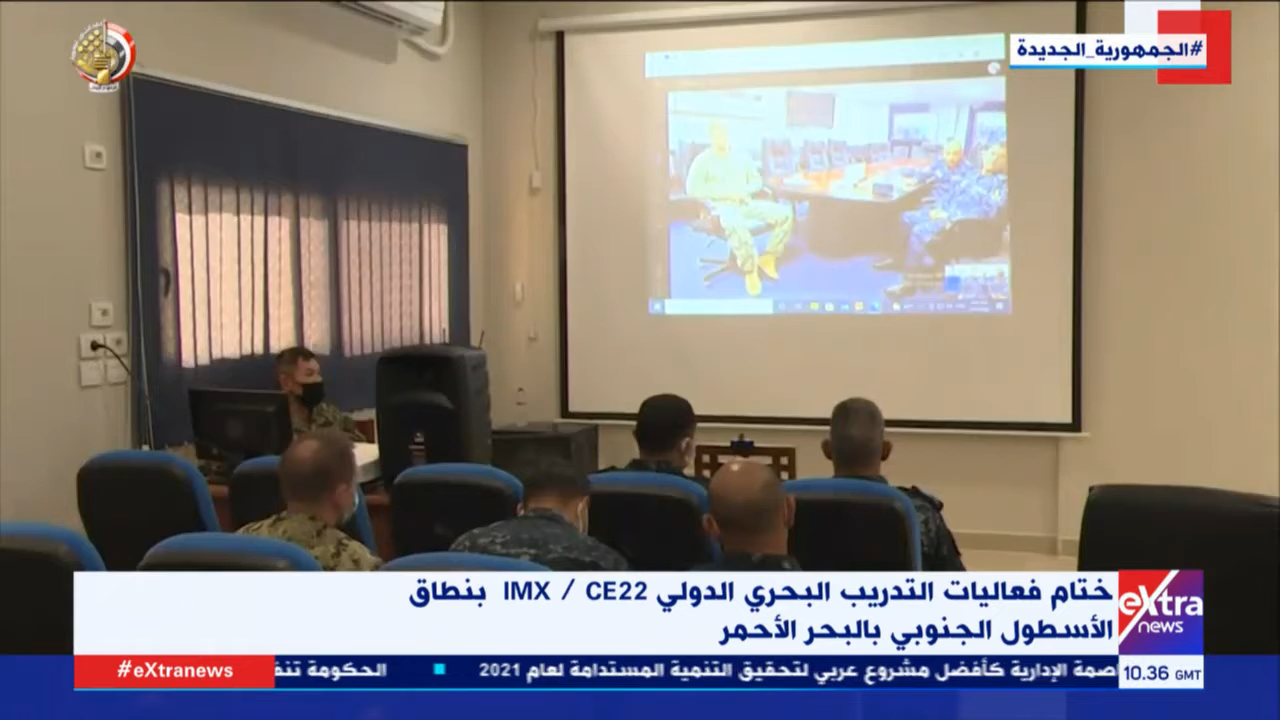 #الجمهورية_الجديدة
ختام فعاليات التدريب البحري الدولي IMX / CE22 بنطاق
الأسطول الجنوبي بالبحر الأحمر
eXtra
news
#eXtranews
صمة الإدارية كأفضل مشروع عربي لتحقيق التنمية المستدامة لعام 2021 ■ الحكومة تنف
10.36 GMT